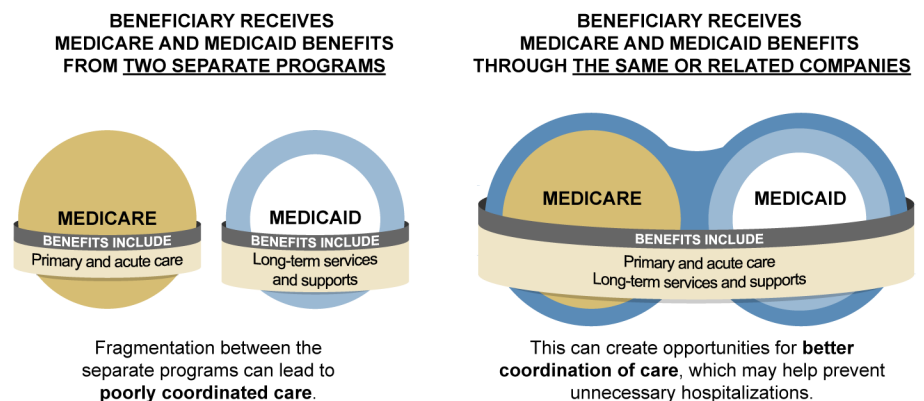 BENEFICIARY RECEIVES
MEDICARE AND MEDICAID BENEFITS
FROM TWO SEPARATE PROGRAMS
MEDICARE
BENEFITS INCLUDE
Primary and acute care
MEDICAID
BENEFITS INCLUDE
Long-term services
and supports
Fragmentation between the
separate programs can lead to
poorly coordinated care.
BENEFICIARY RECEIVES
MEDICARE AND MEDICAID BENEFITS
THROUGH THE SAME OR RELATED COMPANIES
MEDICARE
MEDICAID
BENEFITS INCLUDE
Primary and acute care
Long-term services and supports
This can create opportunities for better
coordination of care, which may help prevent
unnecessary hospitalizations.